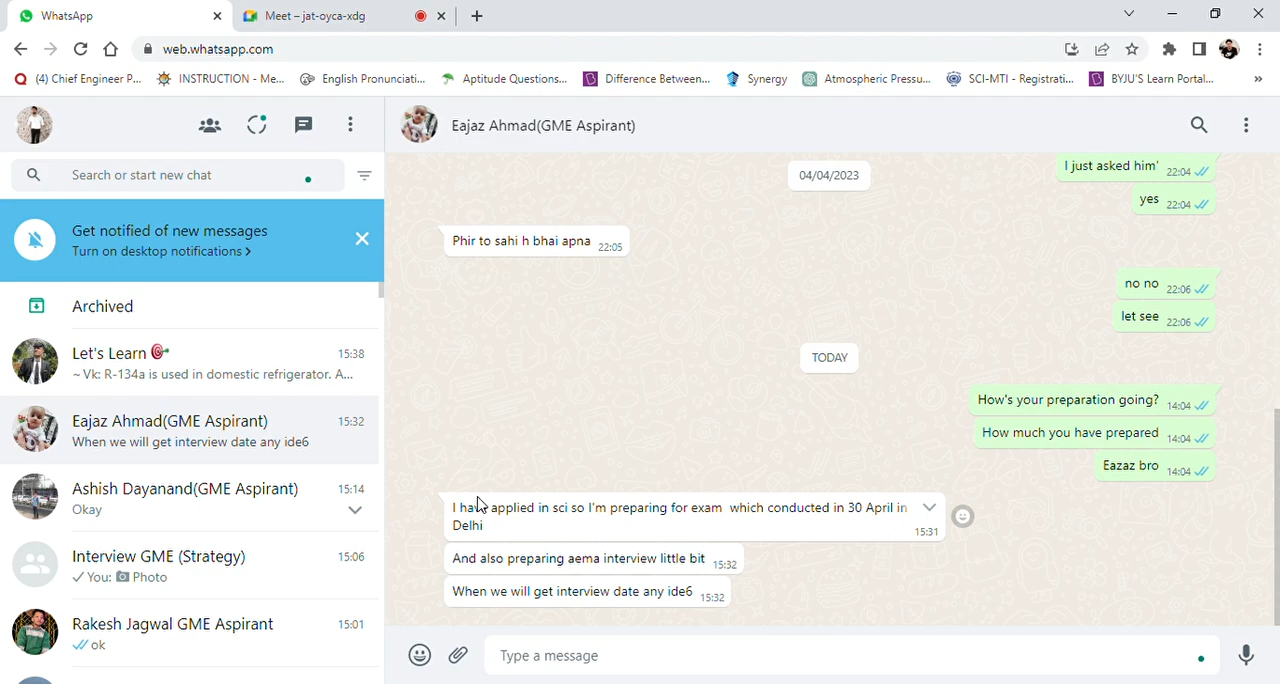 WhatsApp
Meet – jat-oyca-xdg
web.whatsapp.com
(4) Chief Engineer P...
INSTRUCTION - Me...
English Pronunciati...
Aptitude Questions...
Difference Between...
Synergy
Atmospheric Pressu...
SCI-MTI - Registrati...
BYJU'S Learn Portal...
»
Search or start new chat
Get notified of new messages
Turn on desktop notifications >
Archived
Let's Learn 🎯 15:38
~ Vk: R-134a is used in domestic refrigerator. A...
Eajaz Ahmad(GME Aspirant) 15:32
When we will get interview date any ide6
Ashish Dayanand(GME Aspirant) 15:14
Okay
Interview GME (Strategy) 15:06
You: Photo
Rakesh Jagwal GME Aspirant 15:01
ok
Eajaz Ahmad(GME Aspirant)
I just asked him' 22:04
04/04/2023
yes 22:04
Phir to sahi h bhai apna 22:05
no no 22:06
let see 22:06
TODAY
How's your preparation going? 14:04
How much you have prepared 14:04
Eazaz bro 14:04
I have applied in sci so I'm preparing for exam which conducted in 30 April in
Delhi 15:31
And also preparing aema interview little bit 15:32
When we will get interview date any ide6 15:32
Type a message